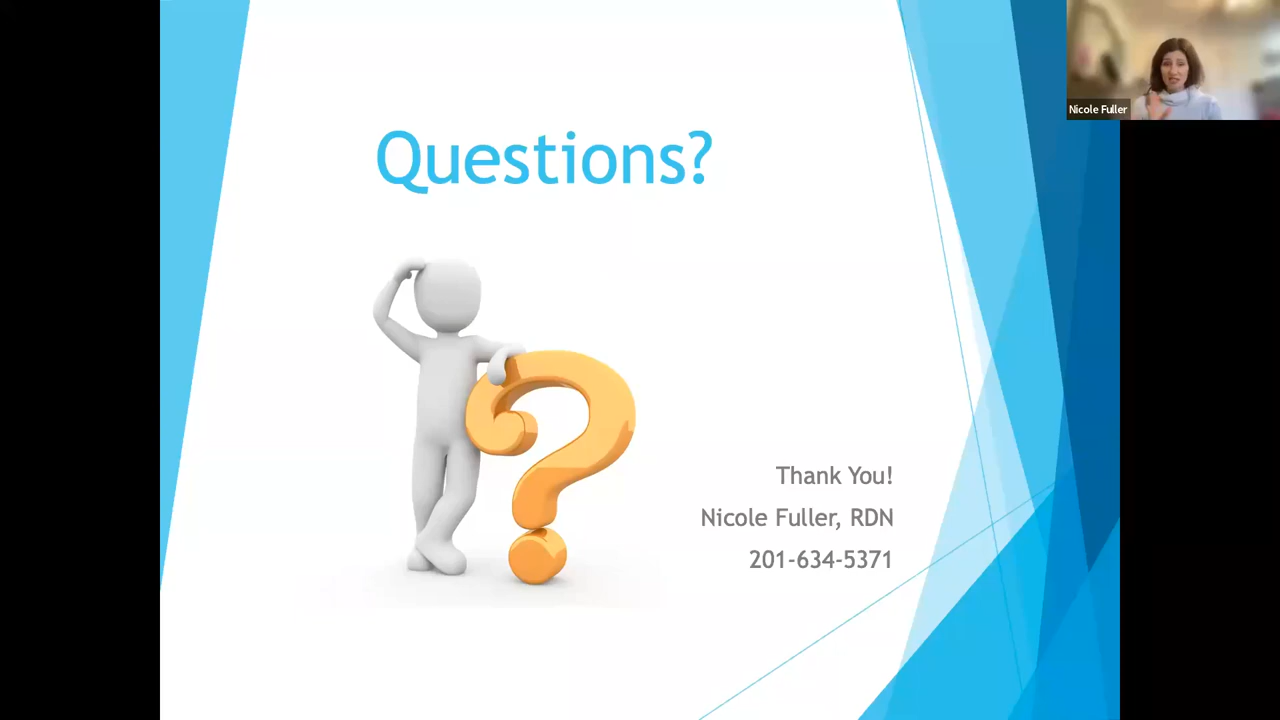 Questions?
Nicole Fuller
Thank You!
Nicole Fuller, RDN
201-634-5371